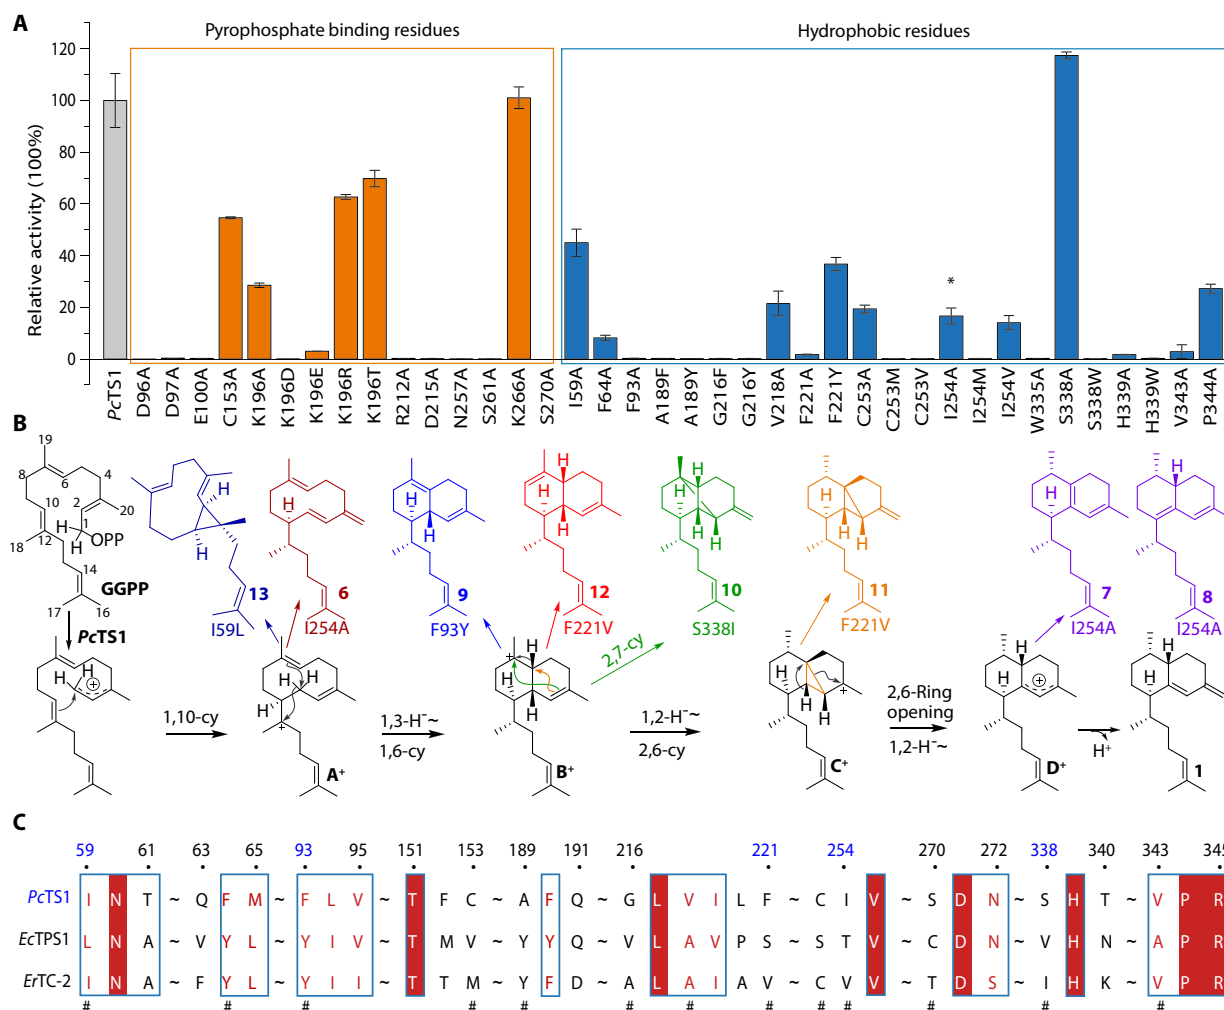 A
Pyrophosphate binding residues
Hydrophobic residues
Relative activity (100%)
120
100
80
60
40
20
0
*
PcTS1 D96A D97A E100A C153A K196A K196D K196E K196R K196T R212A D215A N257A S261A K266A S270A I59A F64A F93A A189F A189Y G216F G216Y V218A F221A F221Y C253A C253M C253V I254A I254M I254V W335A S338A S338W H339A H339W V343A P344A
B
19
8
6
4
10
2
20
H
1
H
OPP
12
18
14
GGPP
17
16
PcTS1
H
H
13
I59L
H
6
I254A
H
9
F93Y
H
H
12
F221V
H
H
H
10
S338I
H
H
H
11
F221V
H
7
I254A
H
8
I254A
H
H
+
1,10-cy
H
H
H
+
A+
1,3-H⁻~
1,6-cy
+
H
H
H
B+
2,7-cy
1,2-H⁻~
2,6-cy
H
H
H
+
C+
2,6-Ring
opening
1,2-H⁻~
H
+
D+
H+
H
1
C
59 61 63 65 93 95 151 153 189 191 216 221 254 270 272 338 340 343 345
PcTS1 I N T ~ Q F M ~ F L V ~ T F C ~ A F Q ~ G L V I L F ~ C I V ~ S D N ~ S H T ~ V P R
EcTPS1 L N A ~ V Y L ~ Y I V ~ T M V ~ Y Y Q ~ V L A V P S ~ S T V ~ C D N ~ V H N ~ A P R
ErTC-2 I N A ~ F Y L ~ Y I I ~ T T M ~ Y F D ~ A L A I A V ~ C V V ~ T D S ~ I H K ~ V P R
# # # # # # # # # # # # #